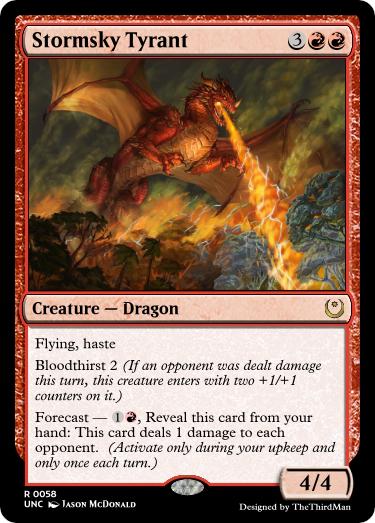 Stormsky Tyrant 3
Creature — Dragon
Flying, haste
Bloodthirst 2 (If an opponent was dealt damage
this turn, this creature enters with two +1/+1
counters on it.)
Forecast — 1 R, Reveal this card from your
hand: This card deals 1 damage to each
opponent. (Activate only during your upkeep and
only once each turn.)
4/4
R 0058
UNC Jason McDonald
Designed by TheThirdMan